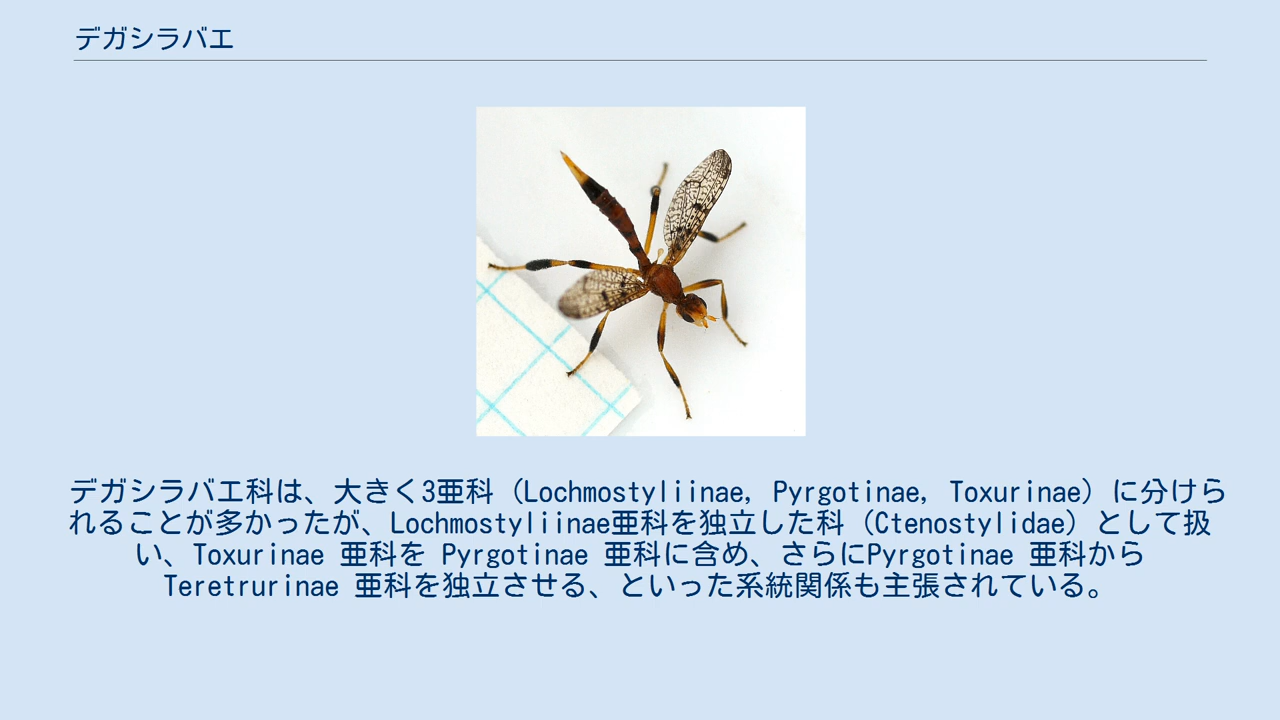 デガシラバエ
デガシラバエ科は、大きく3亜科（Lochmostyliinae, Pyrgotinae, Toxurinae）に分けら
れることが多かったが、Lochmostyliinae亜科を独立した科（Ctenostylidae）として扱
い、Toxurinae 亜科を Pyrgotinae 亜科に含め、さらにPyrgotinae 亜科から
Teretrurinae 亜科を独立させる、といった系統関係も主張されている。